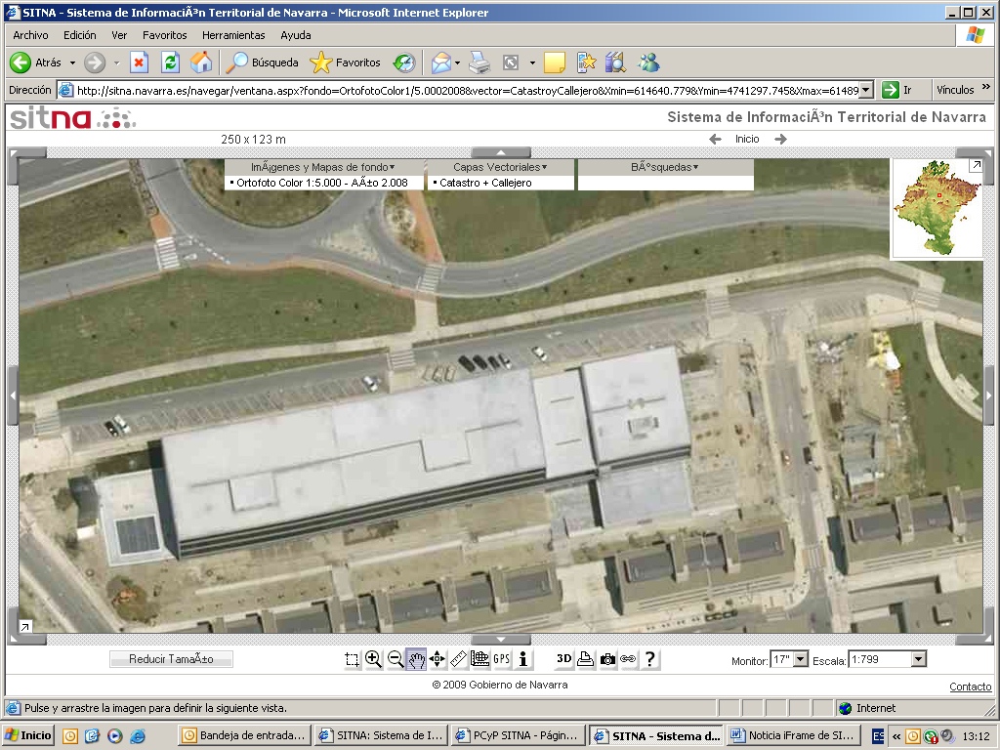 SITNA - Sistema de InformaciÃ³n Territorial de Navarra - Microsoft Internet Explorer
Archivo Edición Ver Favoritos Herramientas Ayuda
Atrás Búsqueda Favoritos
Dirección http://sitna.navarra.es/navegar/ventana.aspx?fondo=OrtofotoColor1/5.0002008&vector=CatastroyCallejero&Xmin=614640.779&Ymin=4741297.745&Xmax=61489 Ir Vínculos »
sitna Sistema de InformaciÃ³n Territorial de Navarra
250 x 123 m Inicio
ImÃ¡genes y Mapas de fondo Capas Vectoriales BÃºsquedas
Ortofoto Color 1:5.000 - AÃ±o 2.008 Catastro + Callejero
Reducir TamaÃ±o GPS i 3D ? Monitor: 17" Escala: 1:799
© 2009 Gobierno de Navarra
Contacto
Pulse y arrastre la imagen para definir la siguiente vista. Internet
Inicio Bandeja de entrada... SITNA: Sistema de I... PCyP SITNA - Págin... SITNA - Sistema d... Noticia iFrame de SI... ES « 13:12